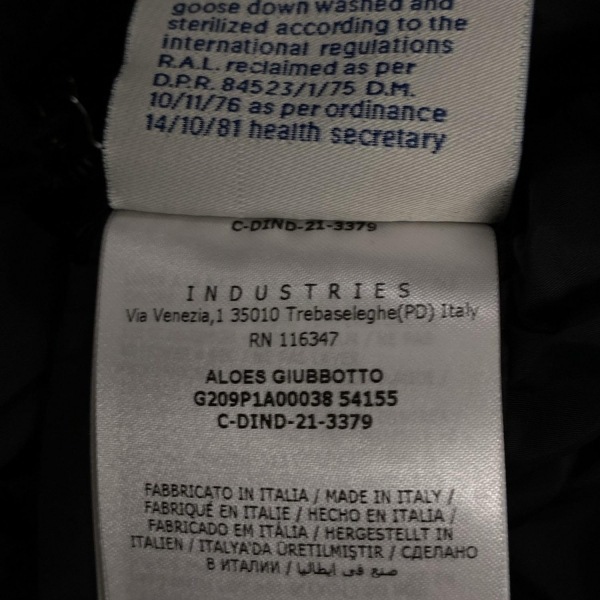 goose down washed and
sterilized according to the
international regulations
R.A.L. reclaimed as per
D.P.R. 84523/1/75 D.M.
10/11/76 as per ordinance
14/10/81 health secretary
C-DIND-21-3379
INDUSTRIES
Via Venezia,1 35010 Trebaseleghe(PD) Italy
RN 116347
ALOES GIUBBOTTO
G209P1A00038 54155
C-DIND-21-3379
FABBRICATO IN ITALIA / MADE IN ITALY /
FABRIQUÉ EN ITALIE / HECHO EN ITALIA /
FABRICADO EM ITÁLIA / HERGESTELLT IN
ITALIEN / ITALYA'DA ÜRETILMIŞTIR / СДЕЛАНО
В ИТАЛИИ / صنع في ايطاليا